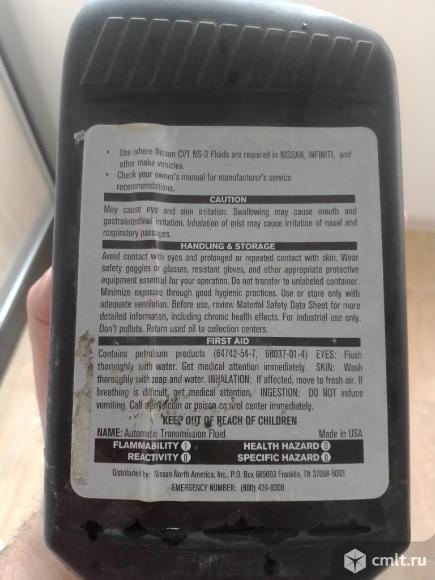 • Use where Nissan CVT NS-3 Fluids are required in NISSAN, INFINITI, and
other make vehicles.
• Check your owner's manual for manufacturer's service
recommendations.
CAUTION
May cause eye and skin irritation. Swallowing may cause mouth and
gastrointestinal irritation. Inhalation of mist may cause irritation of nasal and
respiratory passages.
HANDLING & STORAGE
Avoid contact with eyes and prolonged or repeated contact with skin. Wear
safety goggles or glasses, resistant gloves, and other appropriate protective
equipment essential for your operation. Do not transfer to unlabeled container.
Minimize exposure through good hygienic practices. Use or store only with
adequate ventilation. Before use, review Material Safety Data Sheet for more
detailed information, including chronic health effects. For industrial use only.
Don't pollute. Return used oil to collection centers.
FIRST AID
Contains petroleum products (64742-54-7, 68037-01-4) EYES: Flush
thoroughly with water. Get medical attention immediately. SKIN: Wash
thoroughly with soap and water. INHALATION: If affected, move to fresh air. If
breathing is difficult, get medical attention. INGESTION: DO NOT induce
vomiting. Call a physician or poison control center immediately.
KEEP OUT OF REACH OF CHILDREN
NAME: Automatic Transmission Fluid Made in USA
FLAMMABILITY 1 HEALTH HAZARD 0
REACTIVITY 0 SPECIFIC HAZARD 0
Distributed by: Nissan North America, Inc., P.O. Box 685003 Franklin, TN 37068-5003
EMERGENCY NUMBER: (800) 424-9300
cmlt.ru